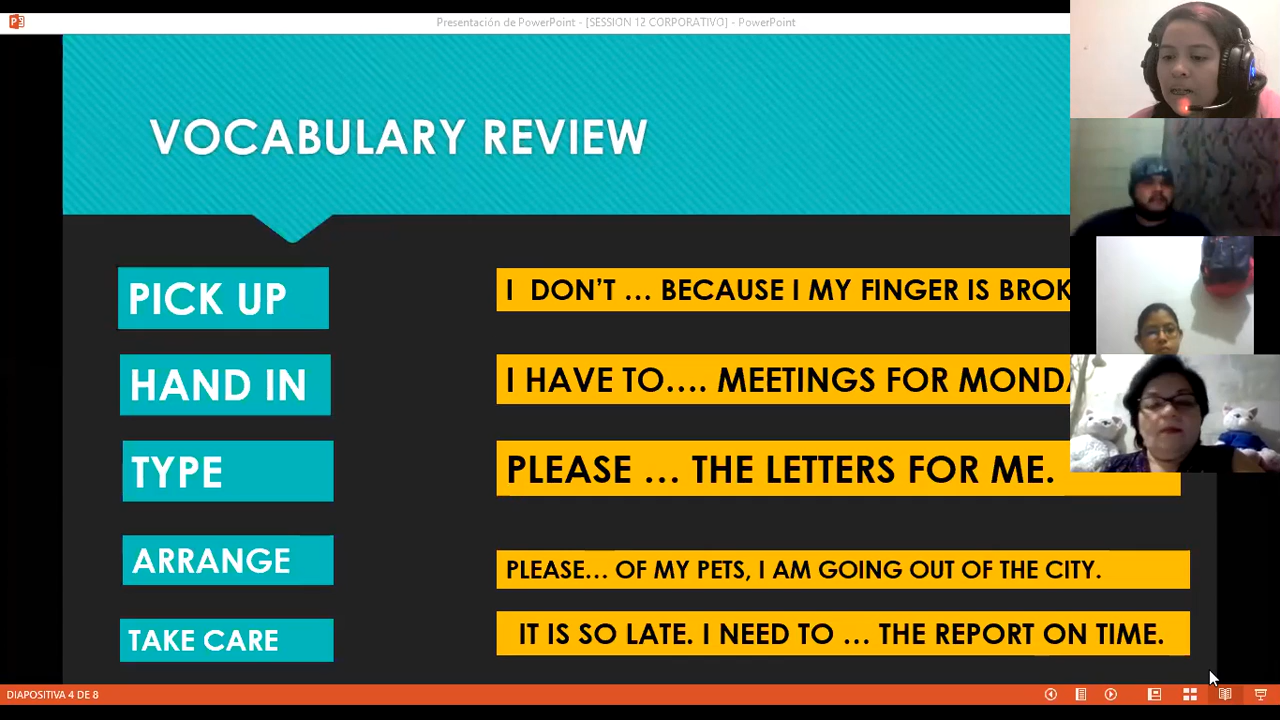 Presentación de PowerPoint - [SESSION 12 CORPORATIVO] - PowerPoint
VOCABULARY REVIEW
PICK UP
I DON'T ... BECAUSE I MY FINGER IS BROK
HAND IN
I HAVE TO.... MEETINGS FOR MONDA
TYPE
PLEASE ... THE LETTERS FOR ME.
ARRANGE
PLEASE... OF MY PETS, I AM GOING OUT OF THE CITY.
TAKE CARE
IT IS SO LATE. I NEED TO ... THE REPORT ON TIME.
DIAPOSITIVA 4 DE 8